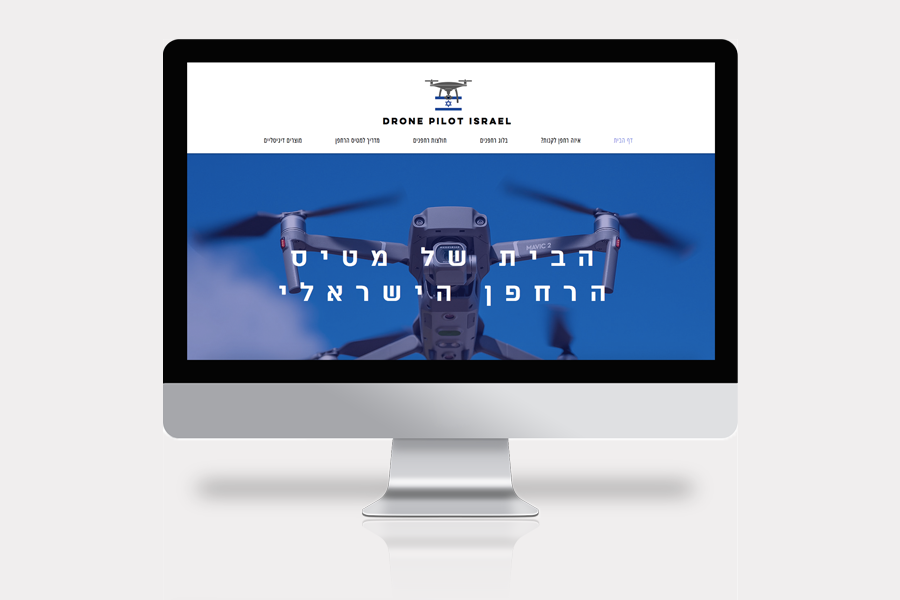 DRONE PILOT ISRAEL
דף הבית איזה רחפן לקנות? בלוג רחפנים חולצות רחפנים מדריך למטיס הרחפן מוצרים דיגיטליים
MAVIC 2
הבית של מטיס
הרחפן הישראלי